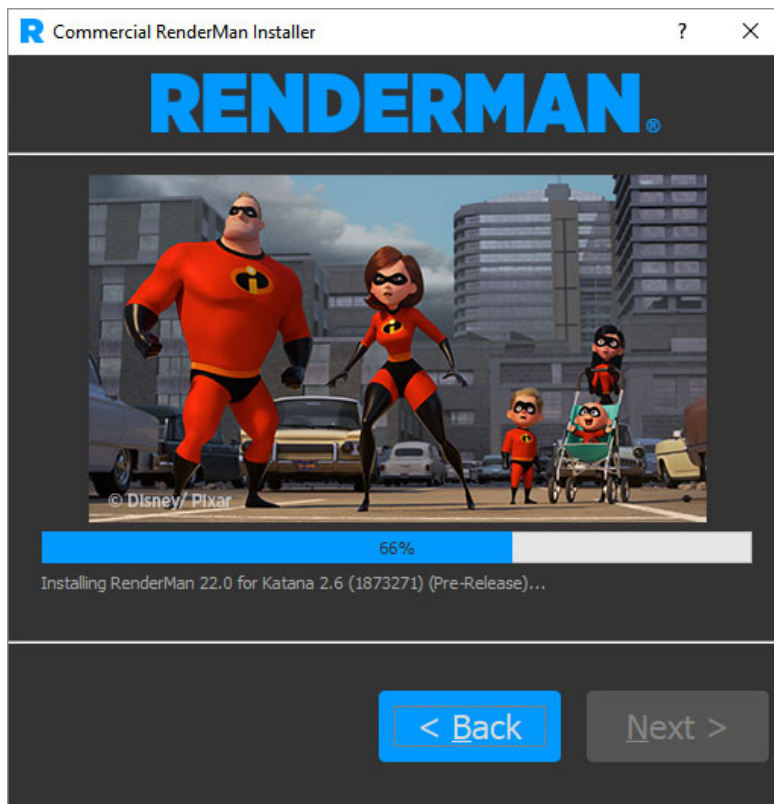 R Commercial RenderMan Installer ? X
RENDERMAN®
© Disney/ Pixar
66%
Installing RenderMan 22.0 for Katana 2.6 (1873271) (Pre-Release)...
< Back Next >